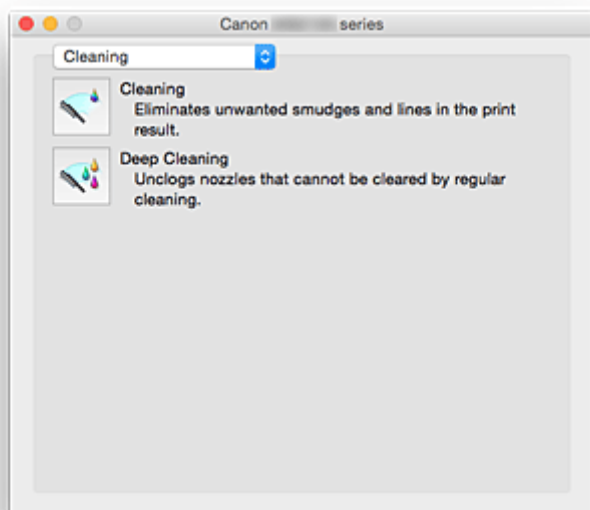 Canon series
Cleaning
Cleaning
Eliminates unwanted smudges and lines in the print
result.
Deep Cleaning
Unclogs nozzles that cannot be cleared by regular
cleaning.